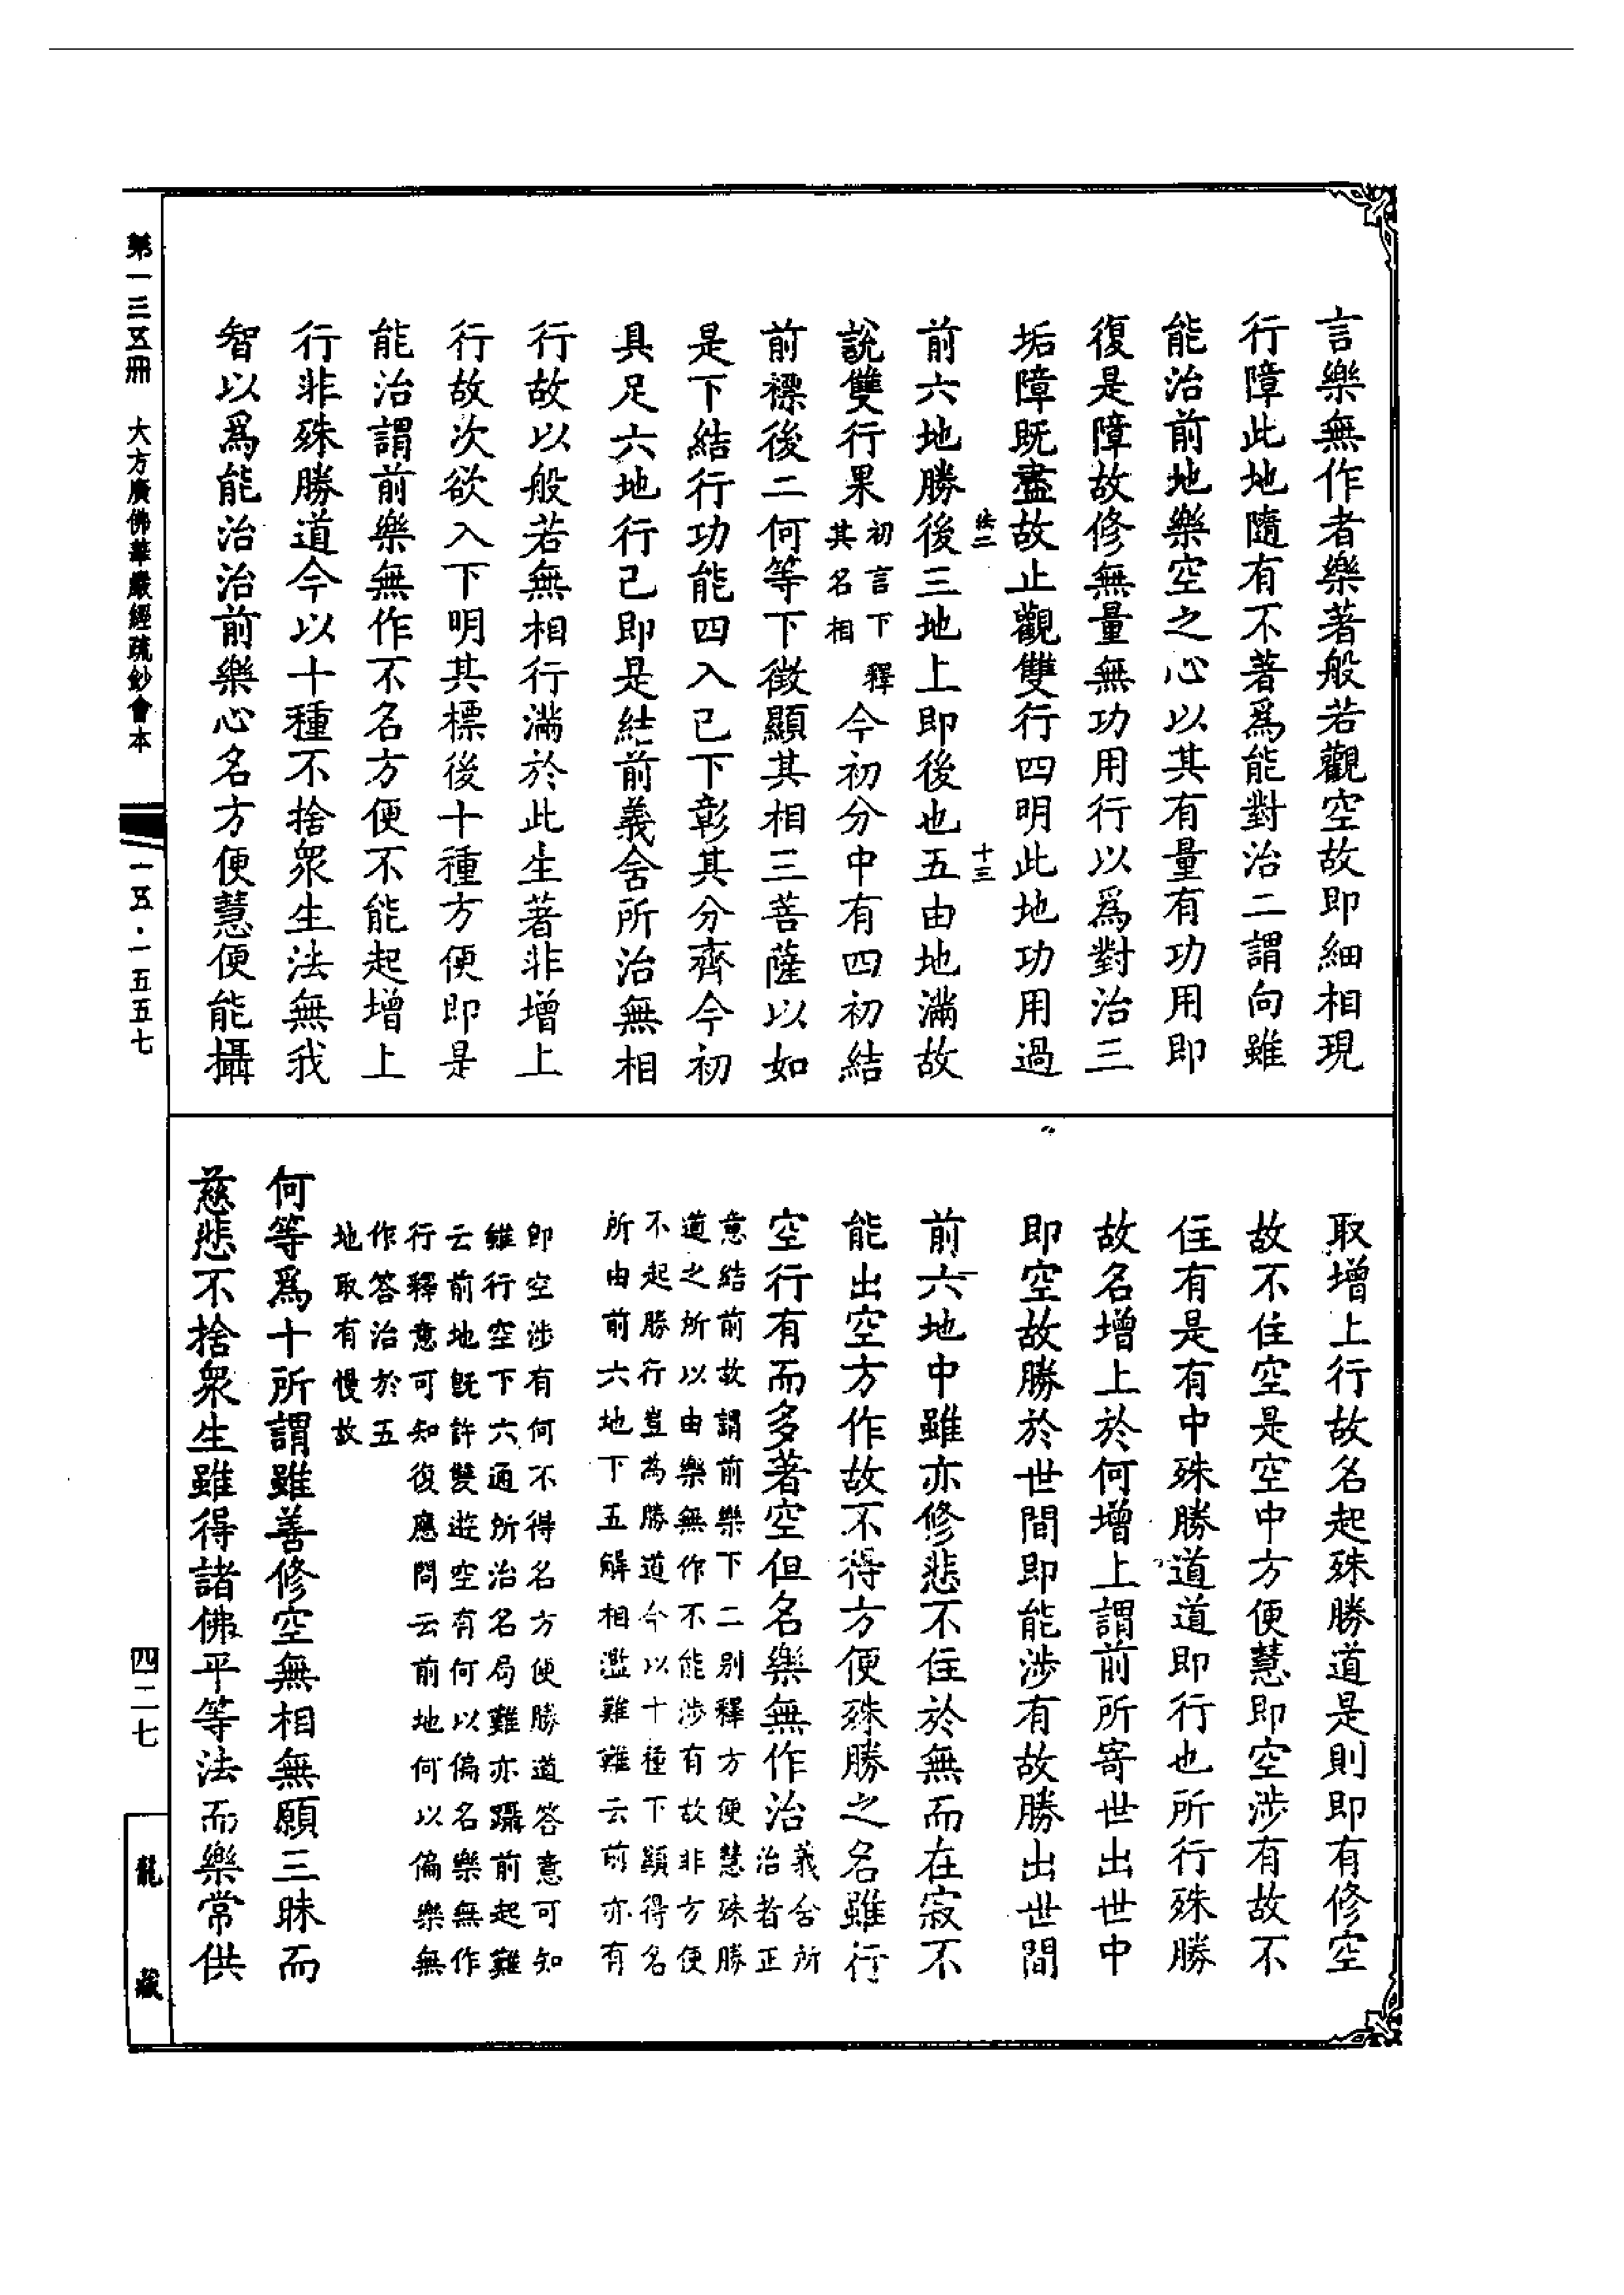 言樂無作者樂著般若觀空故即細相現
行障此地隨有不著爲能對治二謂向雖
能治前地樂空之心以其有量有功用即
復是障故修無量無功用行以爲對治三
垢障既盡故止觀雙行四明此地功用過
前六地勝後三地上即後也五由地滿故
說雙行果初言下釋其名相今初分中有四初結
前標後二何等下徵顯其相三菩薩以如
是下結行功能四入已下彰其分齊今初
具足六地行已即是結前義含所治無相
行故以般若無相行滿於此生著非增上
行故次欲入下明其標後十種方便即是
能治謂前樂無作不名方便不能起增上
行非殊勝道今以十種不捨衆生法無我
智以爲能治治前樂心名方便慧便能攝
十三
取增上行故名起殊勝道是則即有修空
故不住空是空中方便慧即空涉有故不
住有是有中殊勝道道即行也所行殊勝
故名增上於何增上謂前所寄世出世中
即空故勝於世間即能涉有故勝出世間
前六地中雖亦修悲不住於無而在寂不
能出空方作故不得方便殊勝之名雖行
空行有而多著空但名樂無作治義含所治者正
意結前故謂前樂下二別釋方便慧殊勝
道之所以由樂無作不能涉有故非方便
不起勝行豈為勝道今以十種下顯得名
所由前六地下五解相濫難難云前亦有
即空涉有何不得名方便勝道答意可知
雖行空下六通所治名局難亦躡前起難
云前地既許雙遊空有何以偏名樂無作
行釋意可知復應問云前地何以偏樂無
作答治於五
地取有慢故
何等爲十所謂雖善修空無相無願三昧而
慈悲不捨衆生雖得諸佛平等法而樂常供
第一三五冊 大方廣佛華嚴經疏鈔會本
一五·一五五七
四二七
龍藏